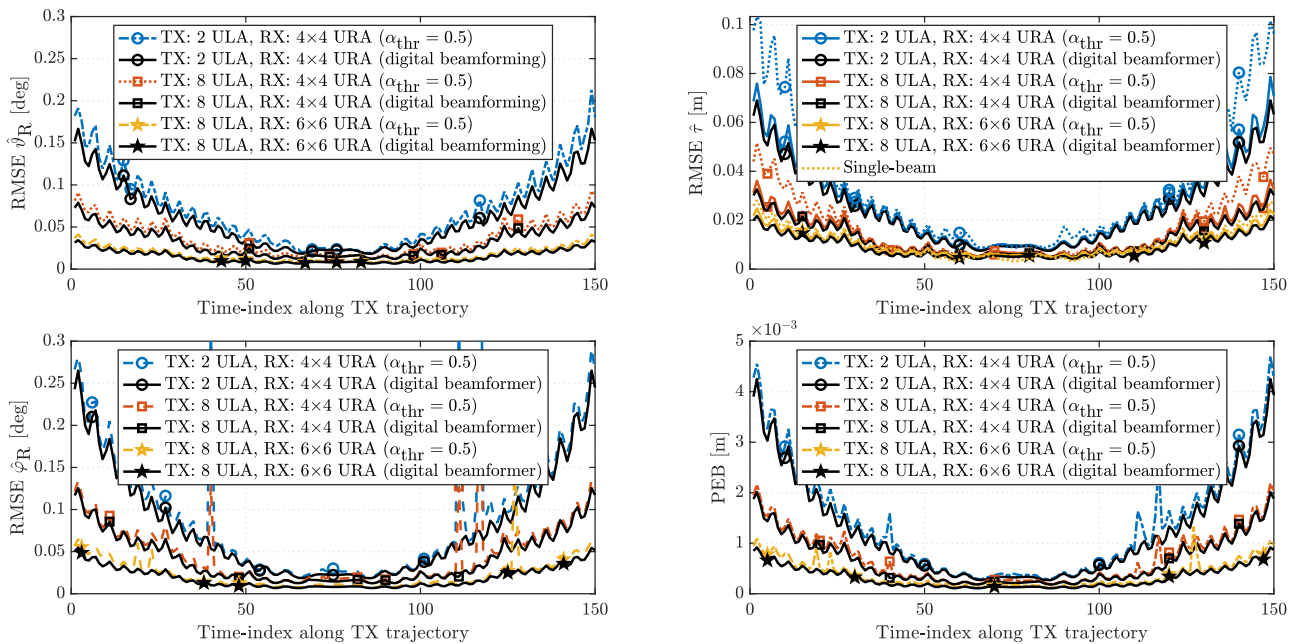 0.3
0.25
0.2
0.15
0.1
0.05
0
RMSE ϑ̂_R [deg]
TX: 2 ULA, RX: 4×4 URA (α_thr = 0.5)
TX: 2 ULA, RX: 4×4 URA (digital beamforming)
TX: 8 ULA, RX: 4×4 URA (α_thr = 0.5)
TX: 8 ULA, RX: 4×4 URA (digital beamforming)
TX: 8 ULA, RX: 6×6 URA (α_thr = 0.5)
TX: 8 ULA, RX: 6×6 URA (digital beamforming)
0 50 100 150
Time-index along TX trajectory
0.1
0.08
0.06
0.04
0.02
0
RMSE τ̂ [m]
TX: 2 ULA, RX: 4×4 URA (α_thr = 0.5)
TX: 2 ULA, RX: 4×4 URA (digital beamformer)
TX: 8 ULA, RX: 4×4 URA (α_thr = 0.5)
TX: 8 ULA, RX: 4×4 URA (digital beamformer)
TX: 8 ULA, RX: 6×6 URA (α_thr = 0.5)
TX: 8 ULA, RX: 6×6 URA (digital beamformer)
Single-beam
0 50 100 150
Time-index along TX trajectory
0.3
0.25
0.2
0.15
0.1
0.05
0
RMSE φ̂_R [deg]
TX: 2 ULA, RX: 4×4 URA (α_thr = 0.5)
TX: 2 ULA, RX: 4×4 URA (digital beamformer)
TX: 8 ULA, RX: 4×4 URA (α_thr = 0.5)
TX: 8 ULA, RX: 4×4 URA (digital beamformer)
TX: 8 ULA, RX: 6×6 URA (α_thr = 0.5)
TX: 8 ULA, RX: 6×6 URA (digital beamformer)
0 50 100 150
Time-index along TX trajectory
×10⁻³
5
4
3
2
1
0
PEB [m]
TX: 2 ULA, RX: 4×4 URA (α_thr = 0.5)
TX: 2 ULA, RX: 4×4 URA (digital beamformer)
TX: 8 ULA, RX: 4×4 URA (α_thr = 0.5)
TX: 8 ULA, RX: 4×4 URA (digital beamformer)
TX: 8 ULA, RX: 6×6 URA (α_thr = 0.5)
TX: 8 ULA, RX: 6×6 URA (digital beamformer)
0 50 100 150
Time-index along TX trajectory